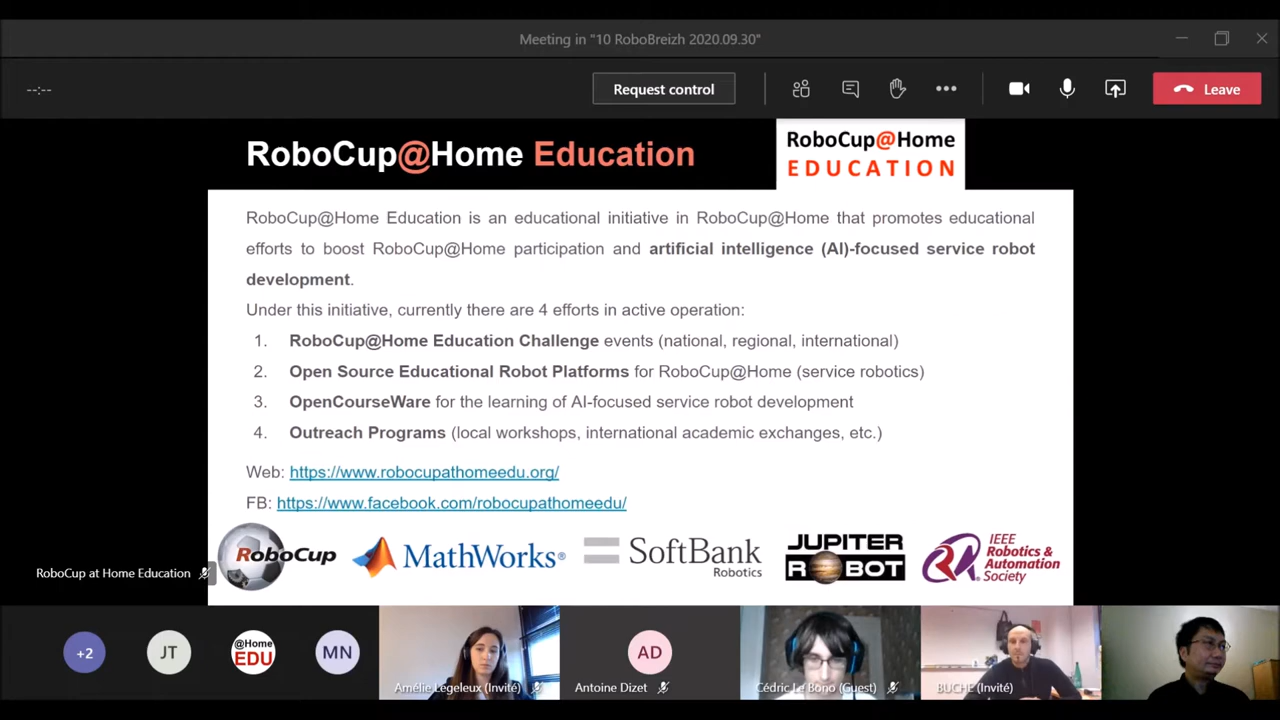 Meeting in "10 RoboBreizh 2020.09.30"
--:--
Request control
Leave
RoboCup@Home Education
RoboCup@Home
EDUCATION
RoboCup@Home Education is an educational initiative in RoboCup@Home that promotes educational
efforts to boost RoboCup@Home participation and artificial intelligence (AI)-focused service robot
development.
Under this initiative, currently there are 4 efforts in active operation:
1. RoboCup@Home Education Challenge events (national, regional, international)
2. Open Source Educational Robot Platforms for RoboCup@Home (service robotics)
3. OpenCourseWare for the learning of AI-focused service robot development
4. Outreach Programs (local workshops, international academic exchanges, etc.)
Web: https://www.robocupathomeedu.org/
FB: https://www.facebook.com/robocupathomeedu/
RoboCup
MathWorks®
SoftBank
Robotics
JUPITER
ROBOT
IEEE
Robotics &
Automation
Society
RoboCup at Home Education
+2
JT
@Home
EDU
MN
Amélie Legeleux (Invité)
AD
Antoine Dizet
Cédric Le Bono (Guest)
BUCHE (Invité)